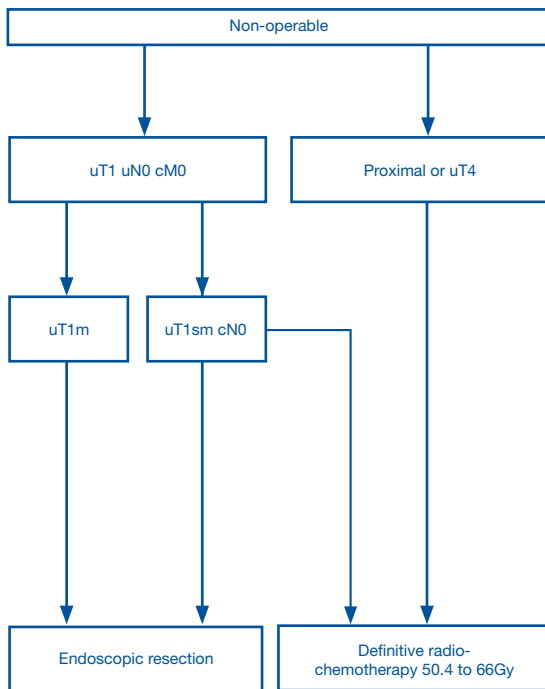 Non-operable
uT1 uN0 cM0
Proximal or uT4
uT1m
uT1sm cN0
Endoscopic resection
Definitive radio-
chemotherapy 50.4 to 66Gy